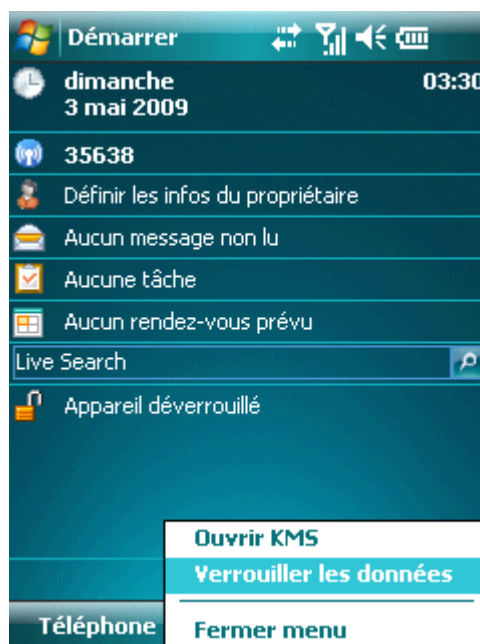 Démarrer
dimanche 03:30
3 mai 2009
35638
Définir les infos du propriétaire
Aucun message non lu
Aucune tâche
Aucun rendez-vous prévu
Live Search
Appareil déverrouillé
Ouvrir KMS
Verrouiller les données
Téléphone
Fermer menu